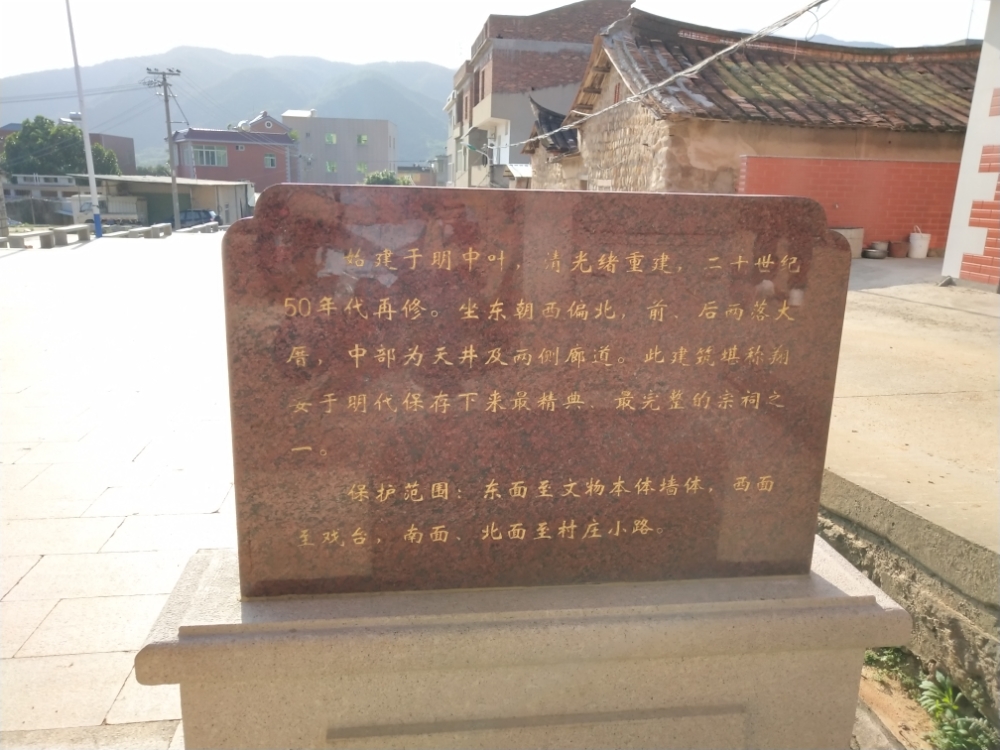 始建于明中叶，清光绪重建，二十世纪
50年代再修。坐东朝西偏北，前、后两落大
厝，中部为天井及两侧廊道。此建筑堪称翔
安于明代保存下来最精典、最完整的宗祠之
一。
保护范围：东面至文物本体墙体，西面
至戏台，南面、北面至村庄小路。